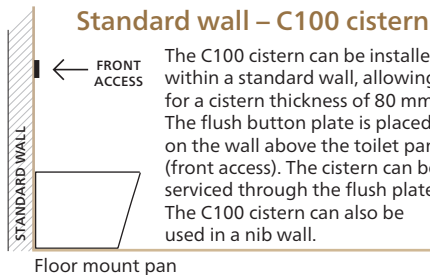 Standard wall – C100 cistern
FRONT
ACCESS
The C100 cistern can be installe
within a standard wall, allowing
for a cistern thickness of 80 mm
The flush button plate is placed
on the wall above the toilet pan
(front access). The cistern can be
serviced through the flush plate
The C100 cistern can also be
used in a nib wall.
STANDARD WALL
Floor mount pan